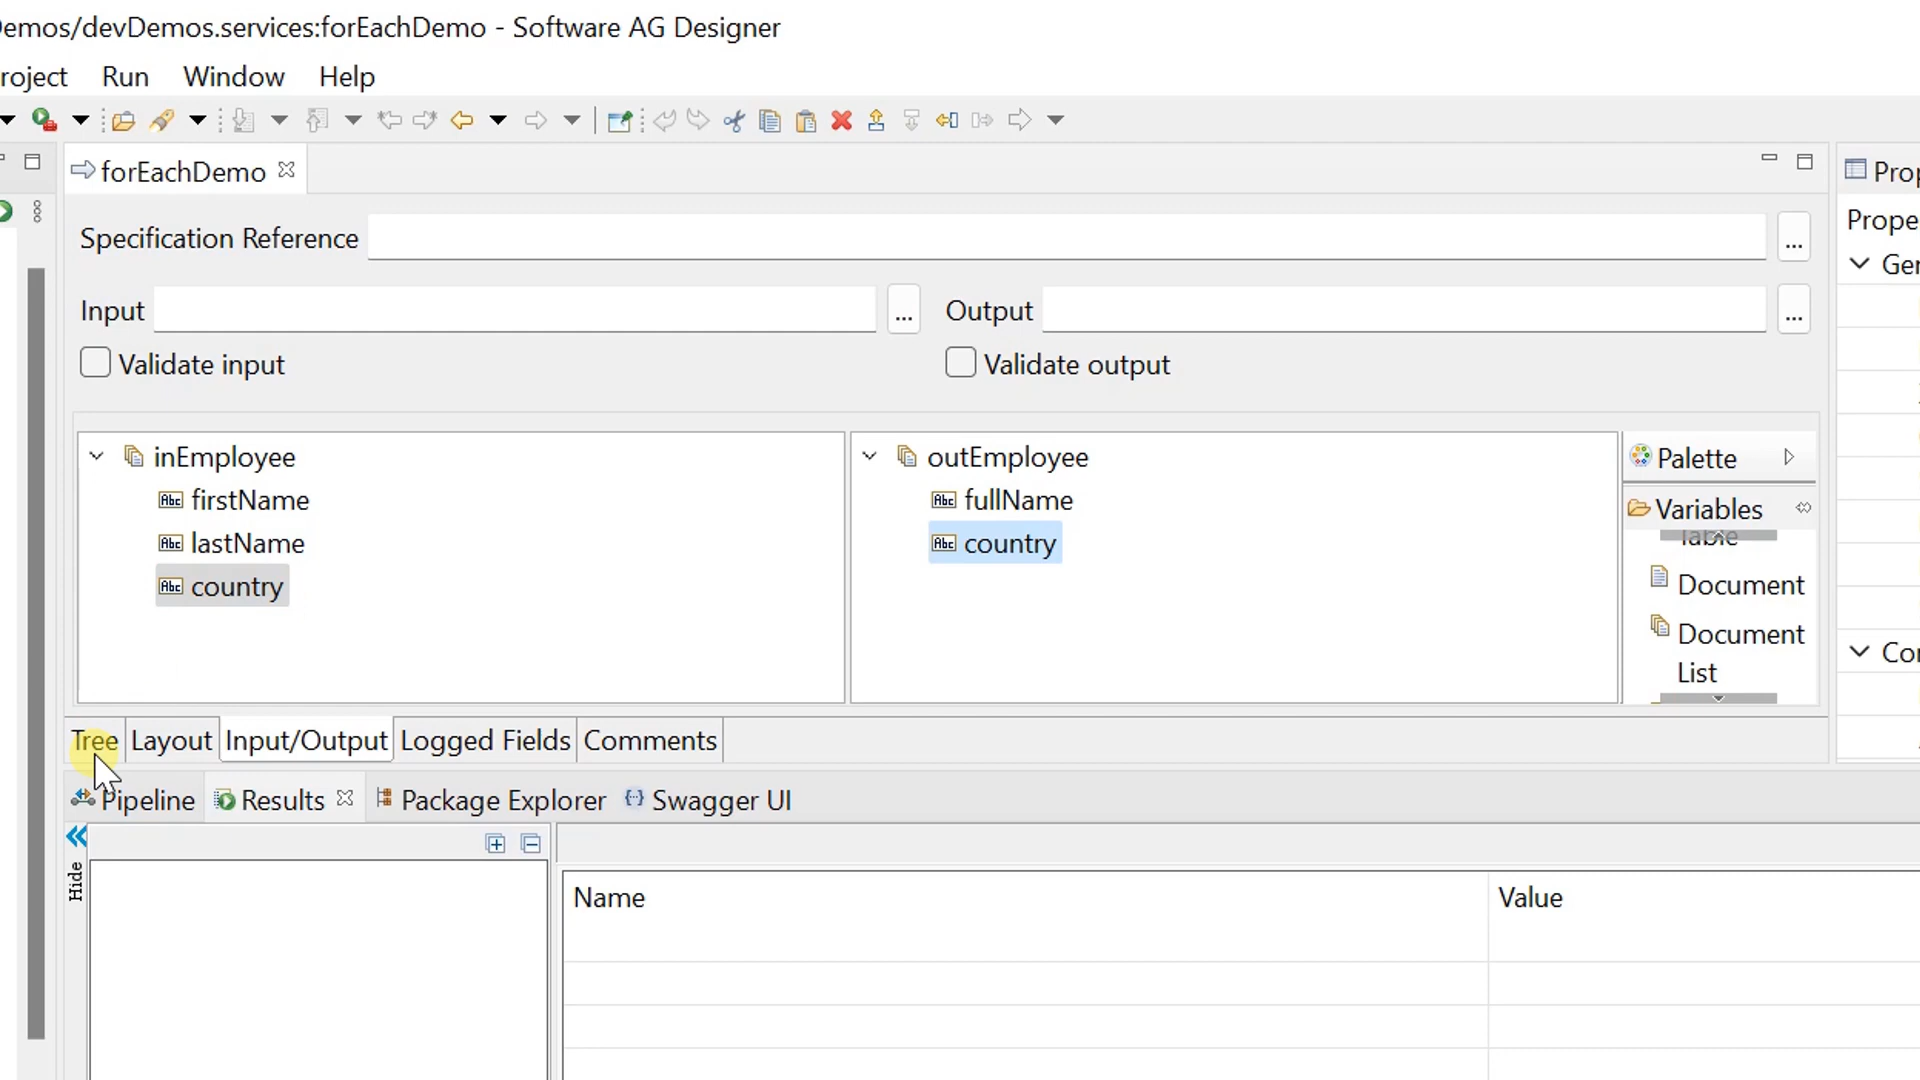 emos/devDemos.services:forEachDemo - Software AG Designer
roject Run Window Help
forEachDemo
Prop
Specification Reference ...
Prope
Ger
Input ... Output ...
Validate input Validate output
inEmployee outEmployee Palette
firstName fullName Variables
lastName country Table
country Document
Document
List
Cor
Tree Layout Input/Output Logged Fields Comments
Pipeline Results Package Explorer Swagger UI
Hide
Name Value